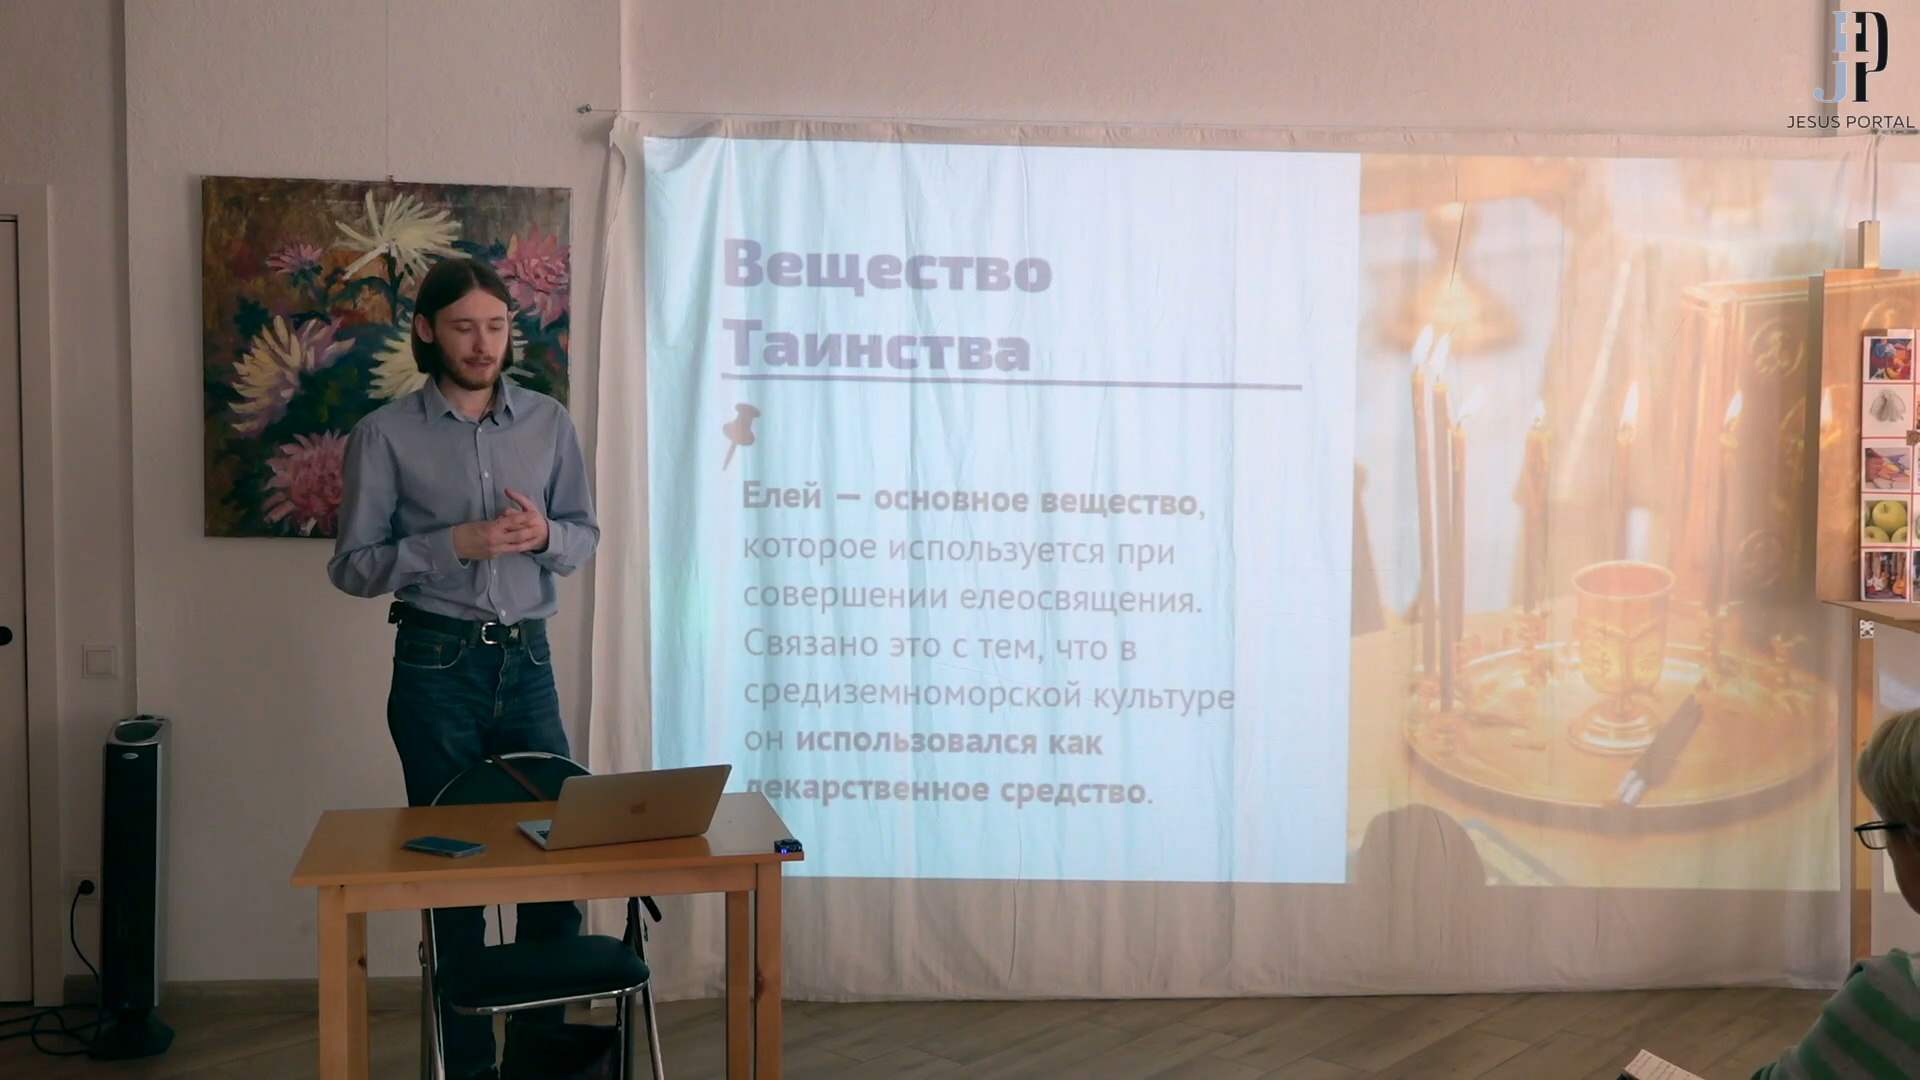 JESUS PORTAL
Вещество
Таинства
Елей — основное вещество,
которое используется при
совершении елеосвящения.
Связано это с тем, что в
средиземноморской культуре
он использовался как
лекарственное средство.